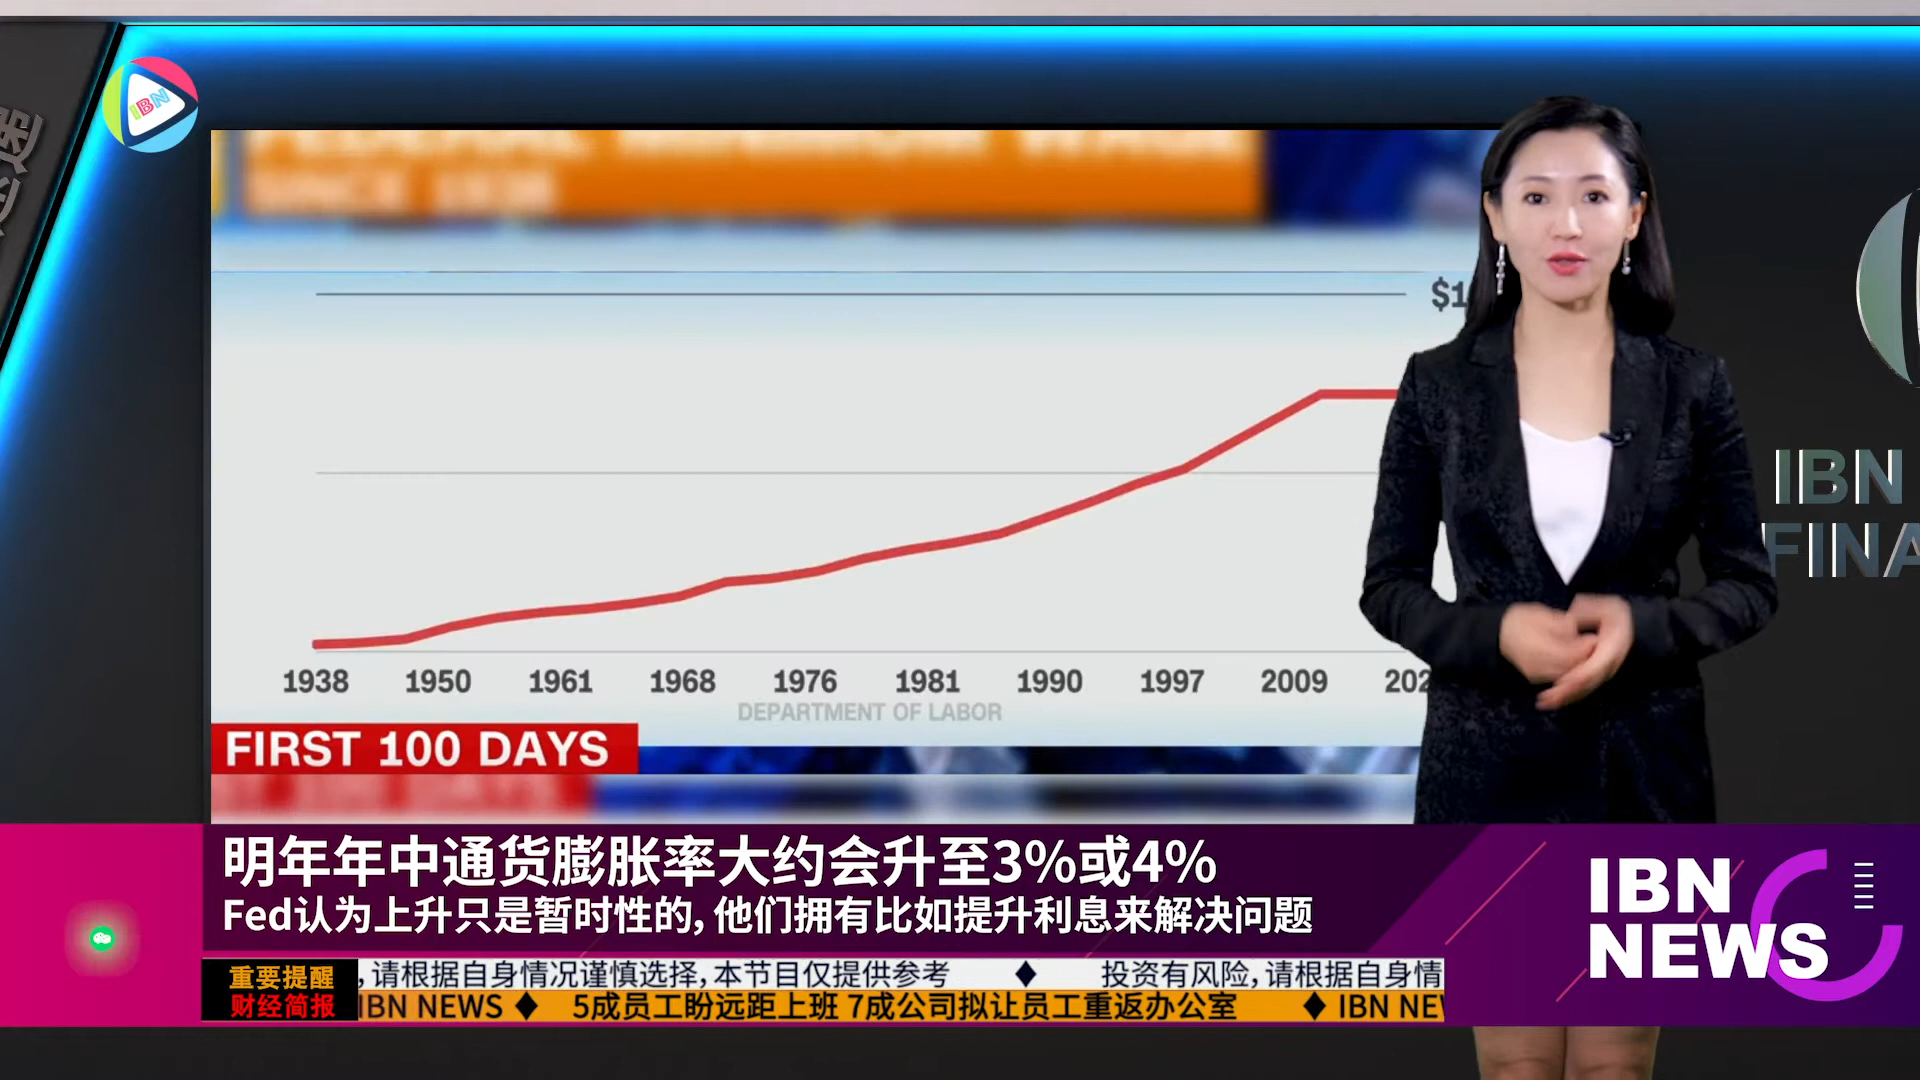 IBN
SINCE 1938
$1
1938 1950 1961 1968 1976 1981 1990 1997 2009 202
DEPARTMENT OF LABOR
FIRST 100 DAYS
IBN
FINA
明年年中通货膨胀率大约会升至3%或4%
Fed认为上升只是暂时性的,他们拥有比如提升利息来解决问题
IBN
NEWS
重要提醒
,请根据自身情况谨慎选择,本节目仅提供参考 ◆ 投资有风险,请根据自身情
财经简报
IBN NEWS ◆ 5成员工盼远距上班 7成公司拟让员工重返办公室 ◆ IBN NEW